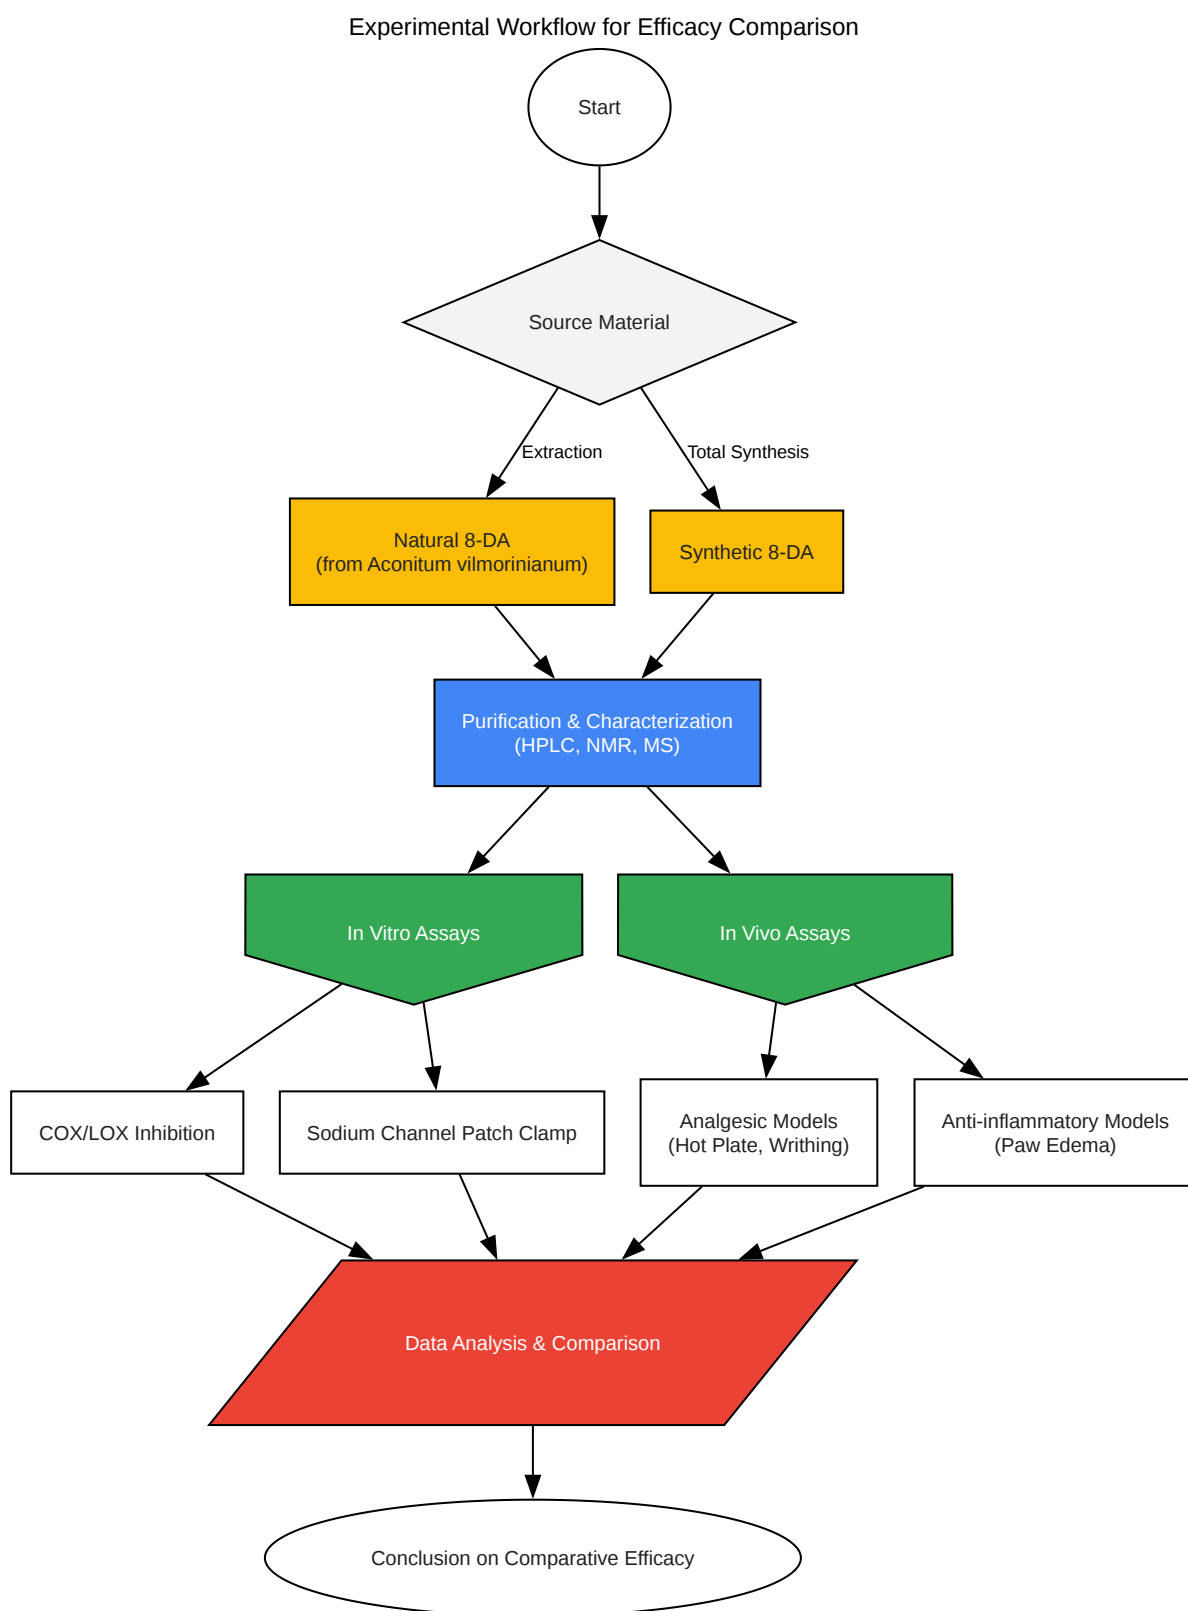 Experimental Workflow for Efficacy Comparison
Start
Source Material
Extraction
Total Synthesis
Natural 8-DA
(from Aconitum vilmorinianum)
Synthetic 8-DA
Purification & Characterization
(HPLC, NMR, MS)
In Vitro Assays
In Vivo Assays
COX/LOX Inhibition
Sodium Channel Patch Clamp
Analgesic Models
(Hot Plate, Writhing)
Anti-inflammatory Models
(Paw Edema)
Data Analysis & Comparison
Conclusion on Comparative Efficacy